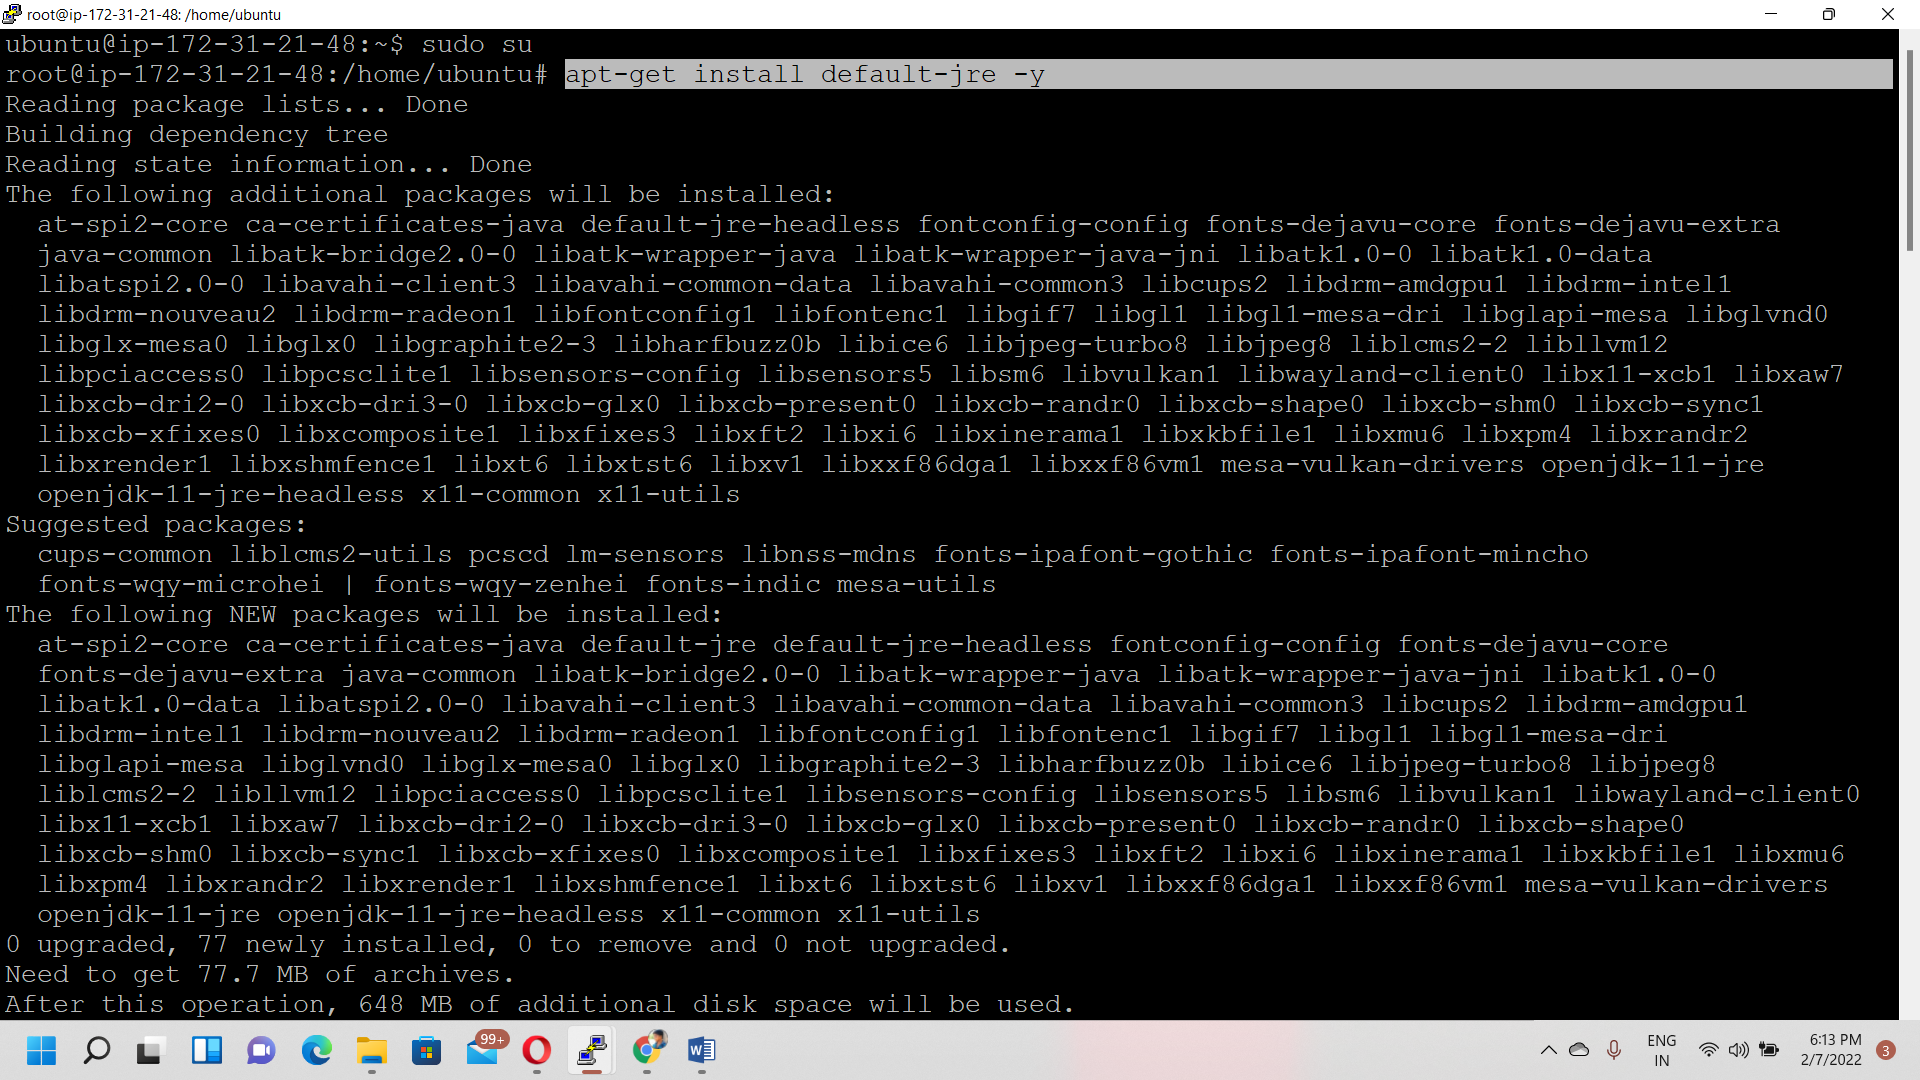 root@ip-172-31-21-48: /home/ubuntu
ubuntu@ip-172-31-21-48:~$ sudo su
root@ip-172-31-21-48:/home/ubuntu# apt-get install default-jre -y
Reading package lists... Done
Building dependency tree
Reading state information... Done
The following additional packages will be installed:
  at-spi2-core ca-certificates-java default-jre-headless fontconfig-config fonts-dejavu-core fonts-dejavu-extra
  java-common libatk-bridge2.0-0 libatk-wrapper-java libatk-wrapper-java-jni libatk1.0-0 libatk1.0-data
  libatspi2.0-0 libavahi-client3 libavahi-common-data libavahi-common3 libcups2 libdrm-amdgpu1 libdrm-intel1
  libdrm-nouveau2 libdrm-radeon1 libfontconfig1 libfontenc1 libgif7 libgl1 libgl1-mesa-dri libglapi-mesa libglvnd0
  libglx-mesa0 libglx0 libgraphite2-3 libharfbuzz0b libice6 libjpeg-turbo8 libjpeg8 liblcms2-2 libllvm12
  libpciaccess0 libpcsclite1 libsensors-config libsensors5 libsm6 libvulkan1 libwayland-client0 libx11-xcb1 libxaw7
  libxcb-dri2-0 libxcb-dri3-0 libxcb-glx0 libxcb-present0 libxcb-randr0 libxcb-shape0 libxcb-shm0 libxcb-sync1
  libxcb-xfixes0 libxcomposite1 libxfixes3 libxft2 libxi6 libxinerama1 libxkbfile1 libxmu6 libxpm4 libxrandr2
  libxrender1 libxshmfence1 libxt6 libxtst6 libxv1 libxxf86dga1 libxxf86vm1 mesa-vulkan-drivers openjdk-11-jre
  openjdk-11-jre-headless x11-common x11-utils
Suggested packages:
  cups-common liblcms2-utils pcscd lm-sensors libnss-mdns fonts-ipafont-gothic fonts-ipafont-mincho
  fonts-wqy-microhei | fonts-wqy-zenhei fonts-indic mesa-utils
The following NEW packages will be installed:
  at-spi2-core ca-certificates-java default-jre default-jre-headless fontconfig-config fonts-dejavu-core
  fonts-dejavu-extra java-common libatk-bridge2.0-0 libatk-wrapper-java libatk-wrapper-java-jni libatk1.0-0
  libatk1.0-data libatspi2.0-0 libavahi-client3 libavahi-common-data libavahi-common3 libcups2 libdrm-amdgpu1
  libdrm-intel1 libdrm-nouveau2 libdrm-radeon1 libfontconfig1 libfontenc1 libgif7 libgl1 libgl1-mesa-dri
  libglapi-mesa libglvnd0 libglx-mesa0 libglx0 libgraphite2-3 libharfbuzz0b libice6 libjpeg-turbo8 libjpeg8
  liblcms2-2 libllvm12 libpciaccess0 libpcsclite1 libsensors-config libsensors5 libsm6 libvulkan1 libwayland-client0
  libx11-xcb1 libxaw7 libxcb-dri2-0 libxcb-dri3-0 libxcb-glx0 libxcb-present0 libxcb-randr0 libxcb-shape0
  libxcb-shm0 libxcb-sync1 libxcb-xfixes0 libxcomposite1 libxfixes3 libxft2 libxi6 libxinerama1 libxkbfile1 libxmu6
  libxpm4 libxrandr2 libxrender1 libxshmfence1 libxt6 libxtst6 libxv1 libxxf86dga1 libxxf86vm1 mesa-vulkan-drivers
  openjdk-11-jre openjdk-11-jre-headless x11-common x11-utils
0 upgraded, 77 newly installed, 0 to remove and 0 not upgraded.
Need to get 77.7 MB of archives.
After this operation, 648 MB of additional disk space will be used.
99+
ENG
IN
6:13 PM
2/7/2022
3